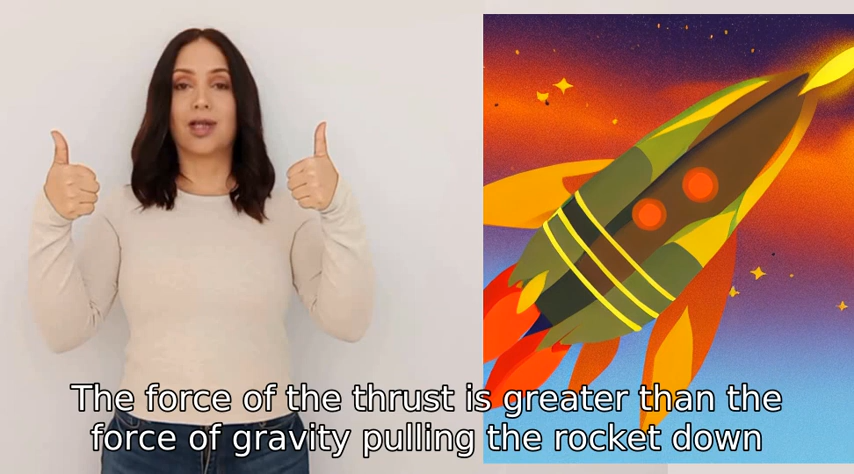 The force of the thrust is greater than the
force of gravity pulling the rocket down